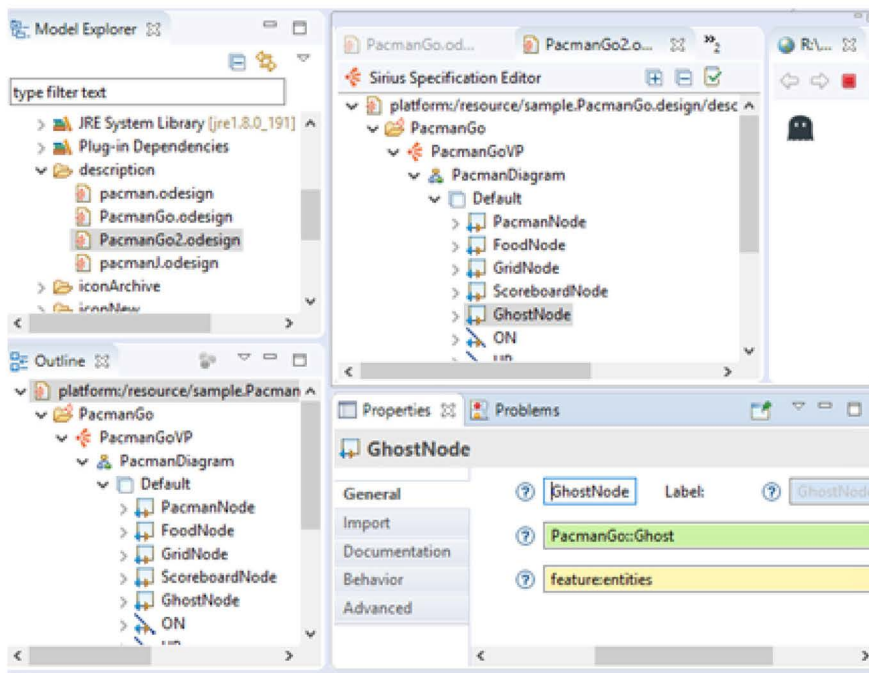 Model Explorer
type filter text
JRE System Library [jre1.8.0_191]
Plug-in Dependencies
description
pacman.odesign
PacmanGo.odesign
PacmanGo2.odesign
pacmanJ.odesign
iconArchive
iconNew
Outline
platform:/resource/sample.Pacman
PacmanGo
PacmanGoVP
PacmanDiagram
Default
PacmanNode
FoodNode
GridNode
ScoreboardNode
GhostNode
ON
PacmanGo.od...
PacmanGo2.o...
»2
R:\...
Sirius Specification Editor
platform:/resource/sample.PacmanGo.design/desc
PacmanGo
PacmanGoVP
PacmanDiagram
Default
PacmanNode
FoodNode
GridNode
ScoreboardNode
GhostNode
ON
Properties
Problems
GhostNode
General
Import
Documentation
Behavior
Advanced
GhostNode Label: GhostNode
PacmanGo::Ghost
feature:entities